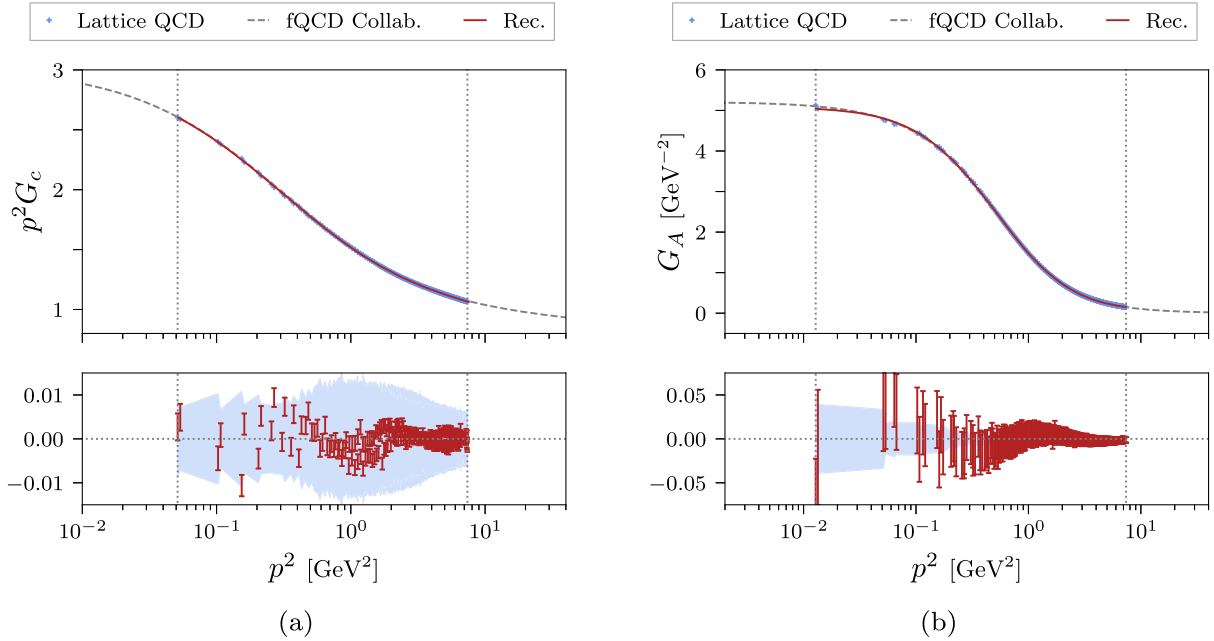 Lattice QCD fQCD Collab. Rec.
3
2
1
p²G_c
0.01
0.00
−0.01
10⁻² 10⁻¹ 10⁰ 10¹
p² [GeV²]
(a)
Lattice QCD fQCD Collab. Rec.
6
4
2
0
G_A [GeV⁻²]
0.05
0.00
−0.05
10⁻² 10⁻¹ 10⁰ 10¹
p² [GeV²]
(b)